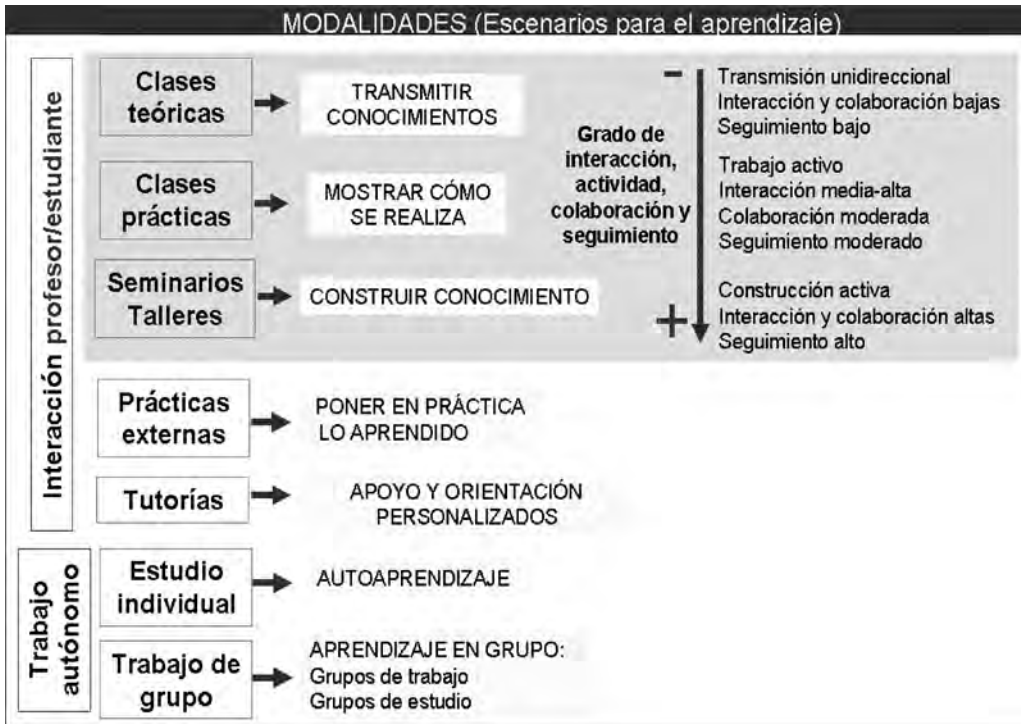 MODALIDADES (Escenarios para el aprendizaje)
Interacción profesor/estudiante
Clases
teóricas
TRANSMITIR
CONOCIMIENTOS
Clases
prácticas
MOSTRAR CÓMO
SE REALIZA
Seminarios
Talleres
CONSTRUIR CONOCIMIENTO
Grado de
interacción,
actividad,
colaboración y
seguimiento
-
+
Transmisión unidireccional
Interacción y colaboración bajas
Seguimiento bajo
Trabajo activo
Interacción media-alta
Colaboración moderada
Seguimiento moderado
Construcción activa
Interacción y colaboración altas
Seguimiento alto
Prácticas
externas
PONER EN PRÁCTICA
LO APRENDIDO
Tutorías
APOYO Y ORIENTACIÓN
PERSONALIZADOS
Trabajo
autónomo
Estudio
individual
AUTOAPRENDIZAJE
Trabajo de
grupo
APRENDIZAJE EN GRUPO:
Grupos de trabajo
Grupos de estudio